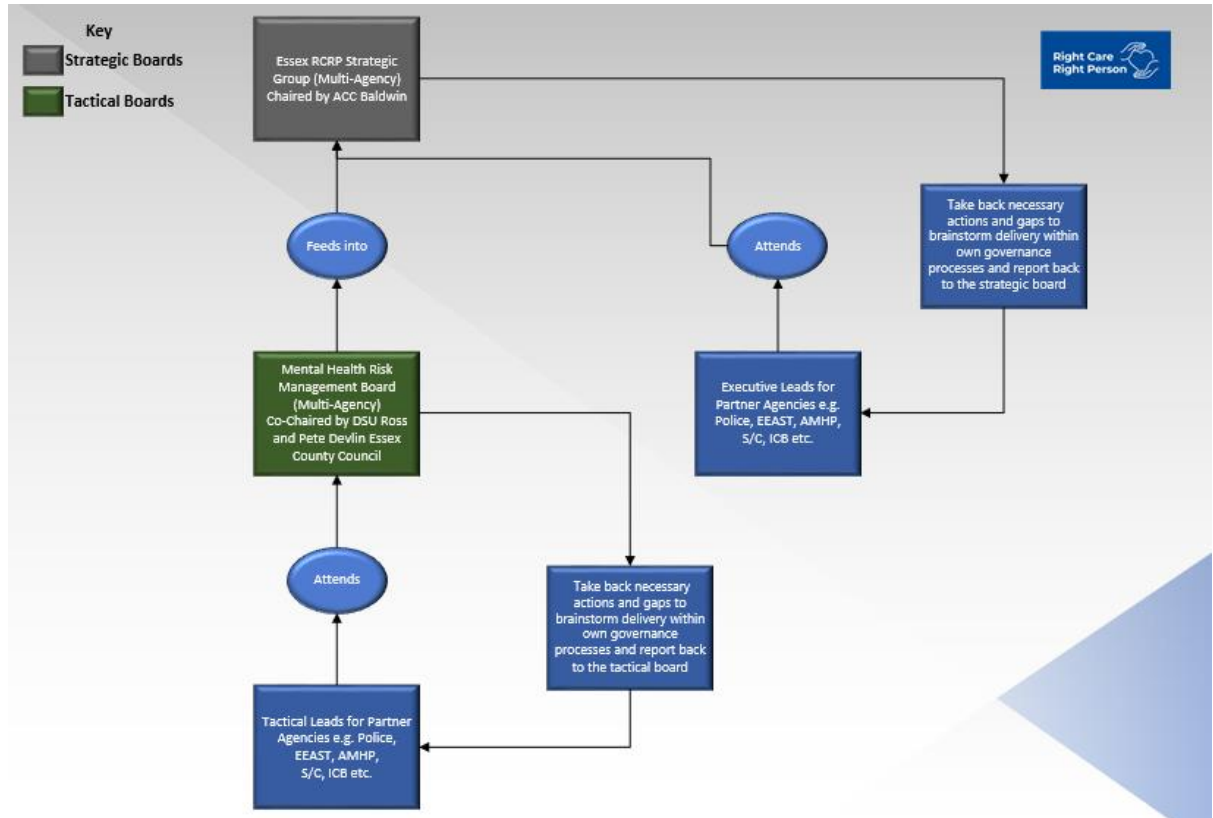 Key
Strategic Boards
Tactical Boards
Essex RCRP Strategic
Group (Multi-Agency)
Chaired by ACC Baldwin
Right Care
Right Person
Feeds into
Attends
Take back necessary
actions and gaps to
brainstorm delivery within
own governance
processes and report back
to the strategic board
Mental Health Risk
Management Board
(Multi-Agency)
Co-Chaired by DSU Ross
and Pete Devlin Essex
County Council
Executive Leads for
Partner Agencies e.g.
Police, EEAST, AMHP,
S/C, ICB etc.
Attends
Take back necessary
actions and gaps to
brainstorm delivery within
own governance
processes and report back
to the tactical board
Tactical Leads for Partner
Agencies e.g. Police,
EEAST, AMHP,
S/C, ICB etc.